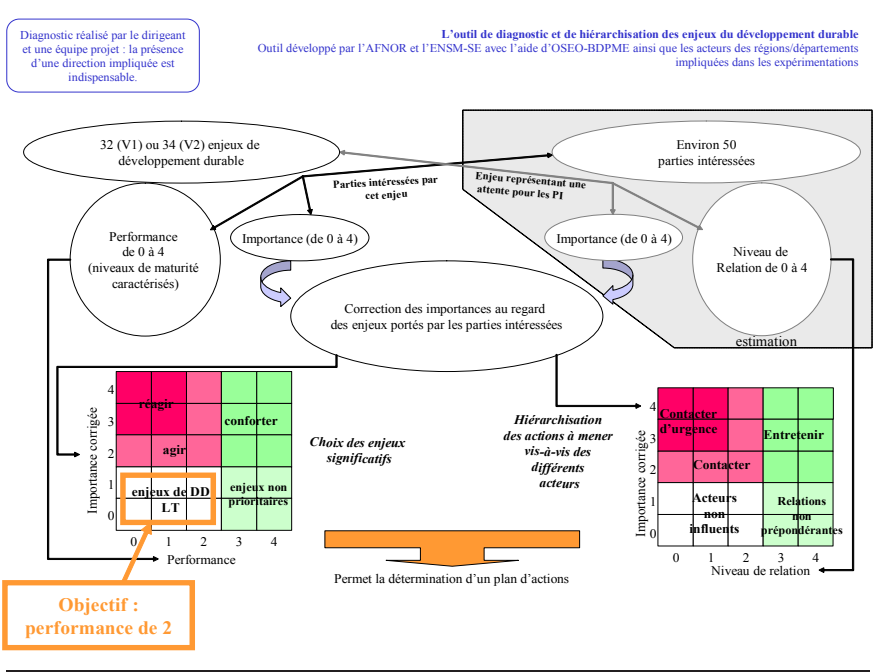 Diagnostic réalisé par le dirigeant
et une équipe projet : la présence
d'une direction impliquée est
indispensable.
L'outil de diagnostic et de hiérarchisation des enjeux du développement durable
Outil développé par l'AFNOR et l'ENSM-SE avec l'aide d'OSEO-BDPME ainsi que les acteurs des régions/départements
impliquées dans les expérimentations
32 (V1) ou 34 (V2) enjeux de
développement durable
Environ 50
parties intéressées
Parties intéressées par
cet enjeu
Enjeu représentant une
attente pour les PI
Performance
de 0 à 4
(niveaux de maturité
caractérisés)
Importance (de 0 à 4)
Importance (de 0 à 4)
Niveau de
Relation de 0 à 4
Correction des importances au regard
des enjeux portés par les parties intéressées
estimation
Importance corrigée
4
3
2
1
0
réagir
conforter
agir
enjeux de DD
LT
enjeux non
prioritaires
0 1 2 3 4
Performance
Choix des enjeux
significatifs
Hiérarchisation
des actions à mener
vis-à-vis des
différents
acteurs
Importance corrigée
4
3
2
1
0
Contacter
d'urgence
Entretenir
Contacter
Acteurs
non
influents
Relations
non
prépondérantes
0 1 2 3 4
Niveau de relation
Permet la détermination d'un plan d'actions
Objectif :
performance de 2